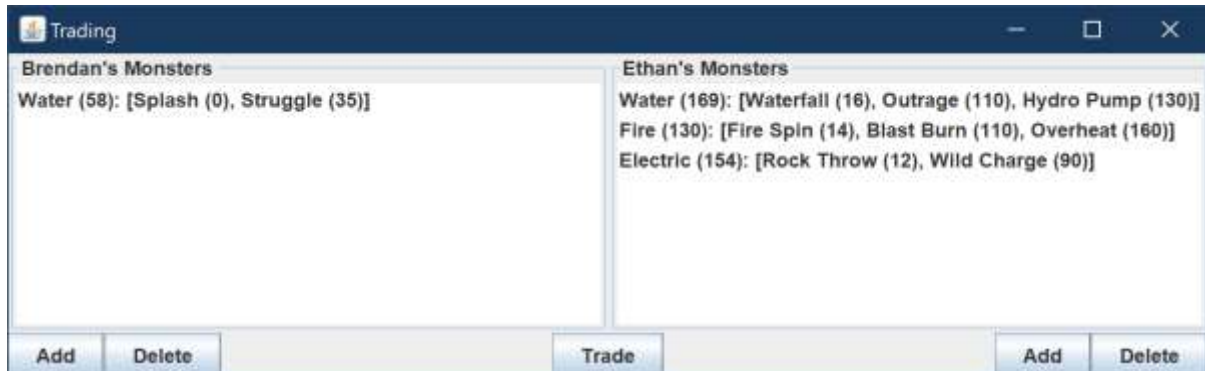 Trading
Brendan's Monsters
Water (58): [Splash (0), Struggle (35)]
Ethan's Monsters
Water (169): [Waterfall (16), Outrage (110), Hydro Pump (130)]
Fire (130): [Fire Spin (14), Blast Burn (110), Overheat (160)]
Electric (154): [Rock Throw (12), Wild Charge (90)]
Add Delete Trade Add Delete